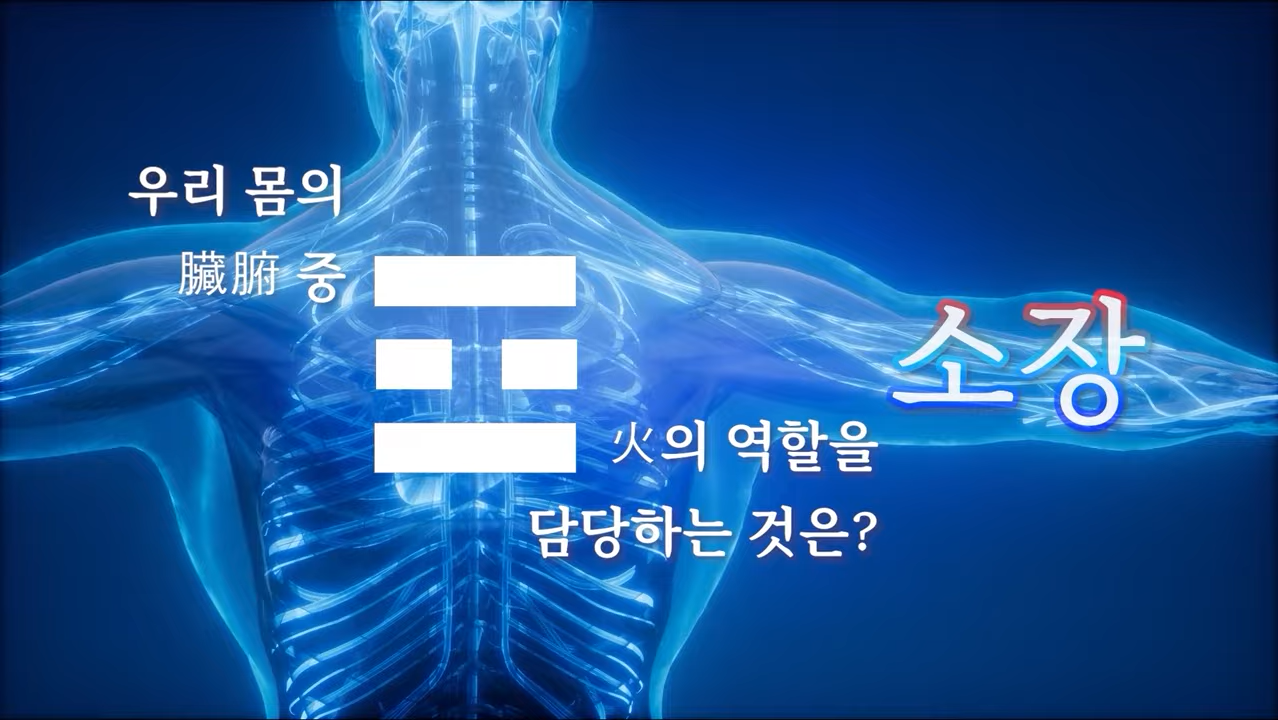 우리 몸의
臟腑 중
火의 역할을
담당하는 것은?
소장